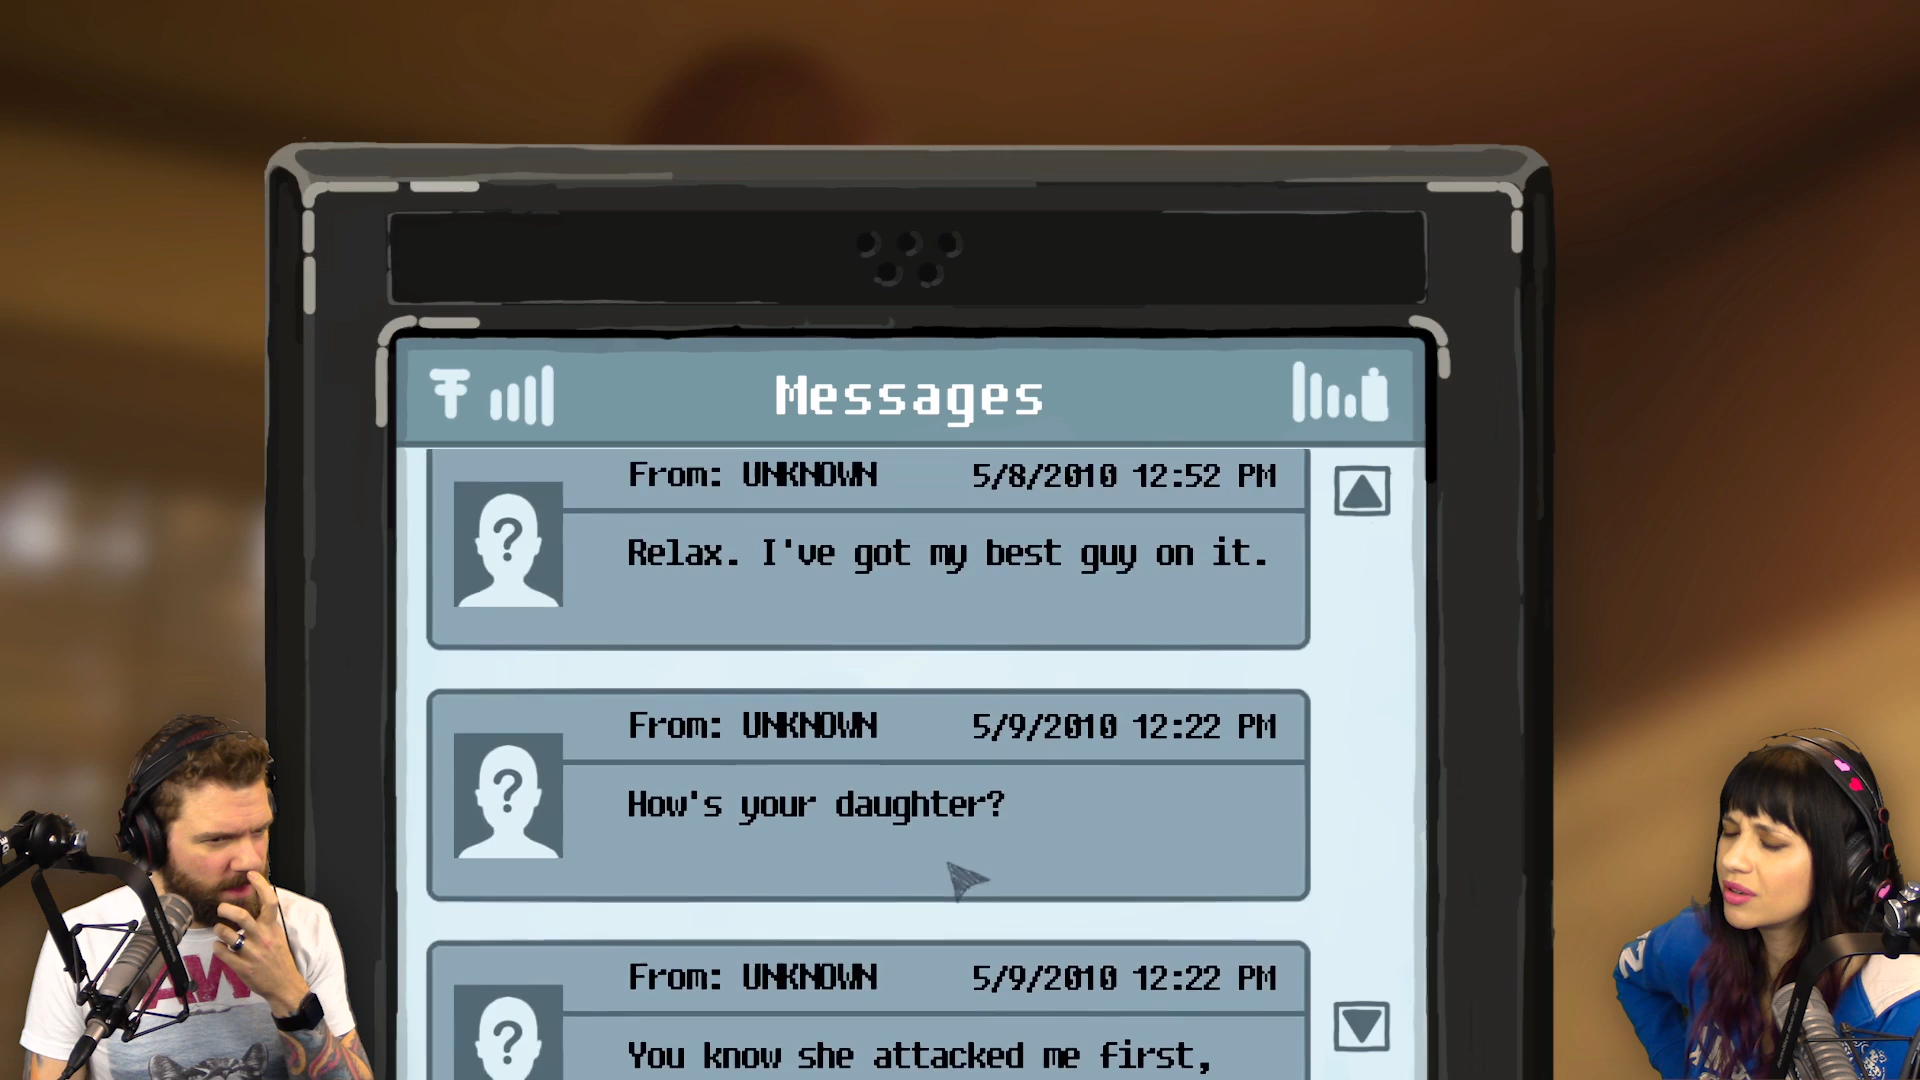 Messages
From: UNKNOWN 5/8/2010 12:52 PM
?
Relax. I've got my best guy on it.
From: UNKNOWN 5/9/2010 12:22 PM
?
How's your daughter?
From: UNKNOWN 5/9/2010 12:22 PM
?
You know she attacked me first,